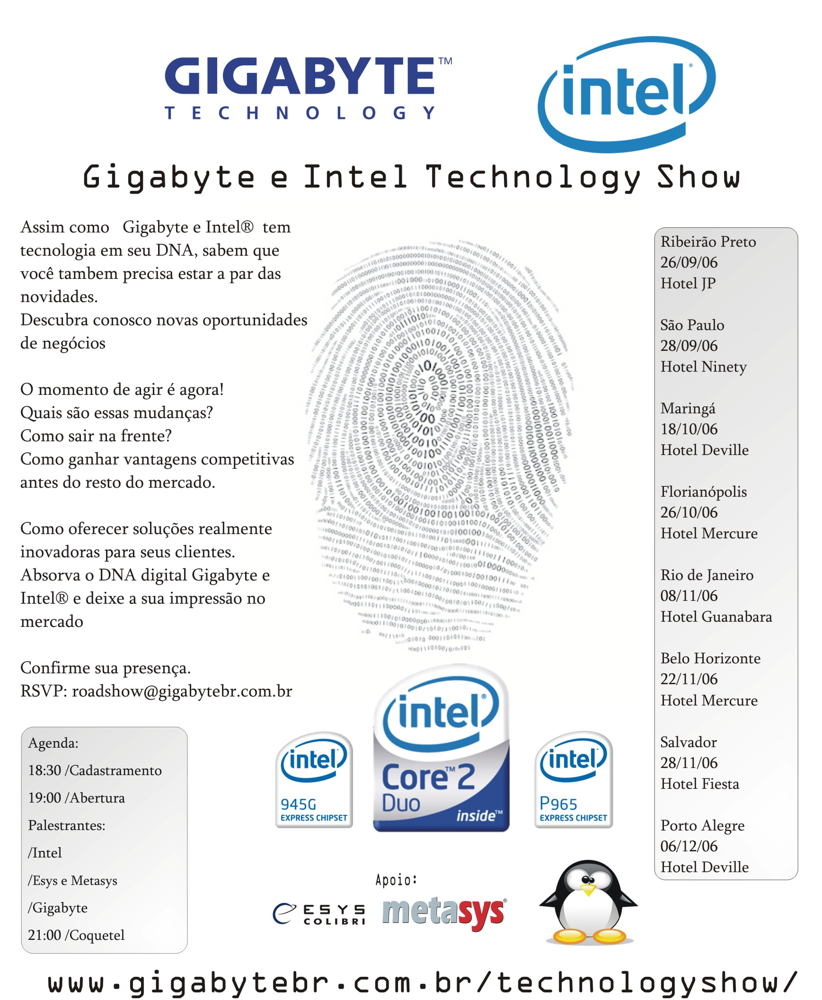 GIGABYTE™
TECHNOLOGY
intel®
Gigabyte e Intel Technology Show
Assim como Gigabyte e Intel® tem
tecnologia em seu DNA, sabem que
você tambem precisa estar a par das
novidades.
Descubra conosco novas oportunidades
de negócios
O momento de agir é agora!
Quais são essas mudanças?
Como sair na frente?
Como ganhar vantagens competitivas
antes do resto do mercado.
Como oferecer soluções realmente
inovadoras para seus clientes.
Absorva o DNA digital Gigabyte e
Intel® e deixe a sua impressão no
mercado
Confirme sua presença.
RSVP: roadshow@gigabytebr.com.br
Agenda:
18:30 /Cadastramento
19:00 /Abertura
Palestrantes:
/Intel
/Esys e Metasys
/Gigabyte
21:00 /Coquetel
intel
945G
EXPRESS CHIPSET
intel®
Core™2
Duo
inside™
intel
P965
EXPRESS CHIPSET
Apoio:
ESYS
COLIBRI
metasys®
Ribeirão Preto
26/09/06
Hotel JP
São Paulo
28/09/06
Hotel Ninety
Maringá
18/10/06
Hotel Deville
Florianópolis
26/10/06
Hotel Mercure
Rio de Janeiro
08/11/06
Hotel Guanabara
Belo Horizonte
22/11/06
Hotel Mercure
Salvador
28/11/06
Hotel Fiesta
Porto Alegre
06/12/06
Hotel Deville
www.gigabytebr.com.br/technologyshow/